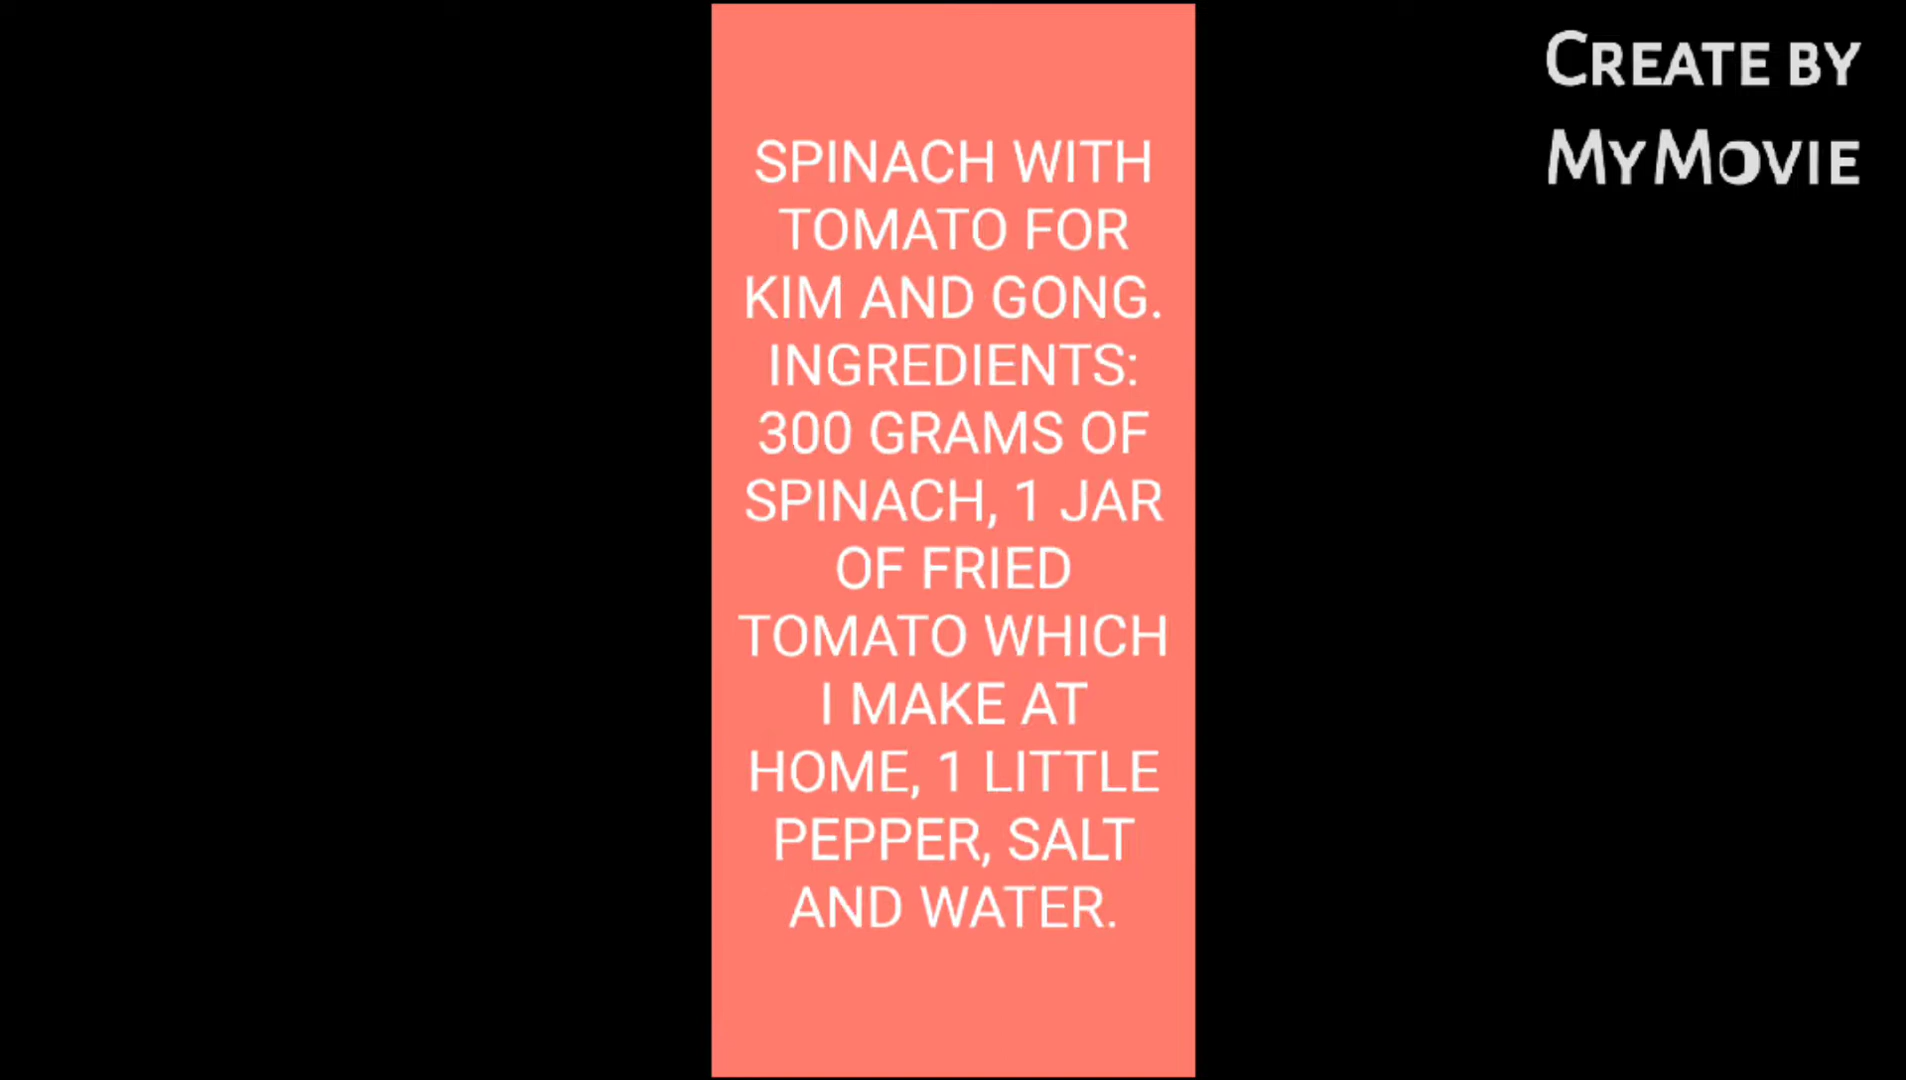 SPINACH WITH
TOMATO FOR
KIM AND GONG.
INGREDIENTS:
300 GRAMS OF
SPINACH, 1 JAR
OF FRIED
TOMATO WHICH
I MAKE AT
HOME, 1 LITTLE
PEPPER, SALT
AND WATER.
CREATE BY
MYMOVIE